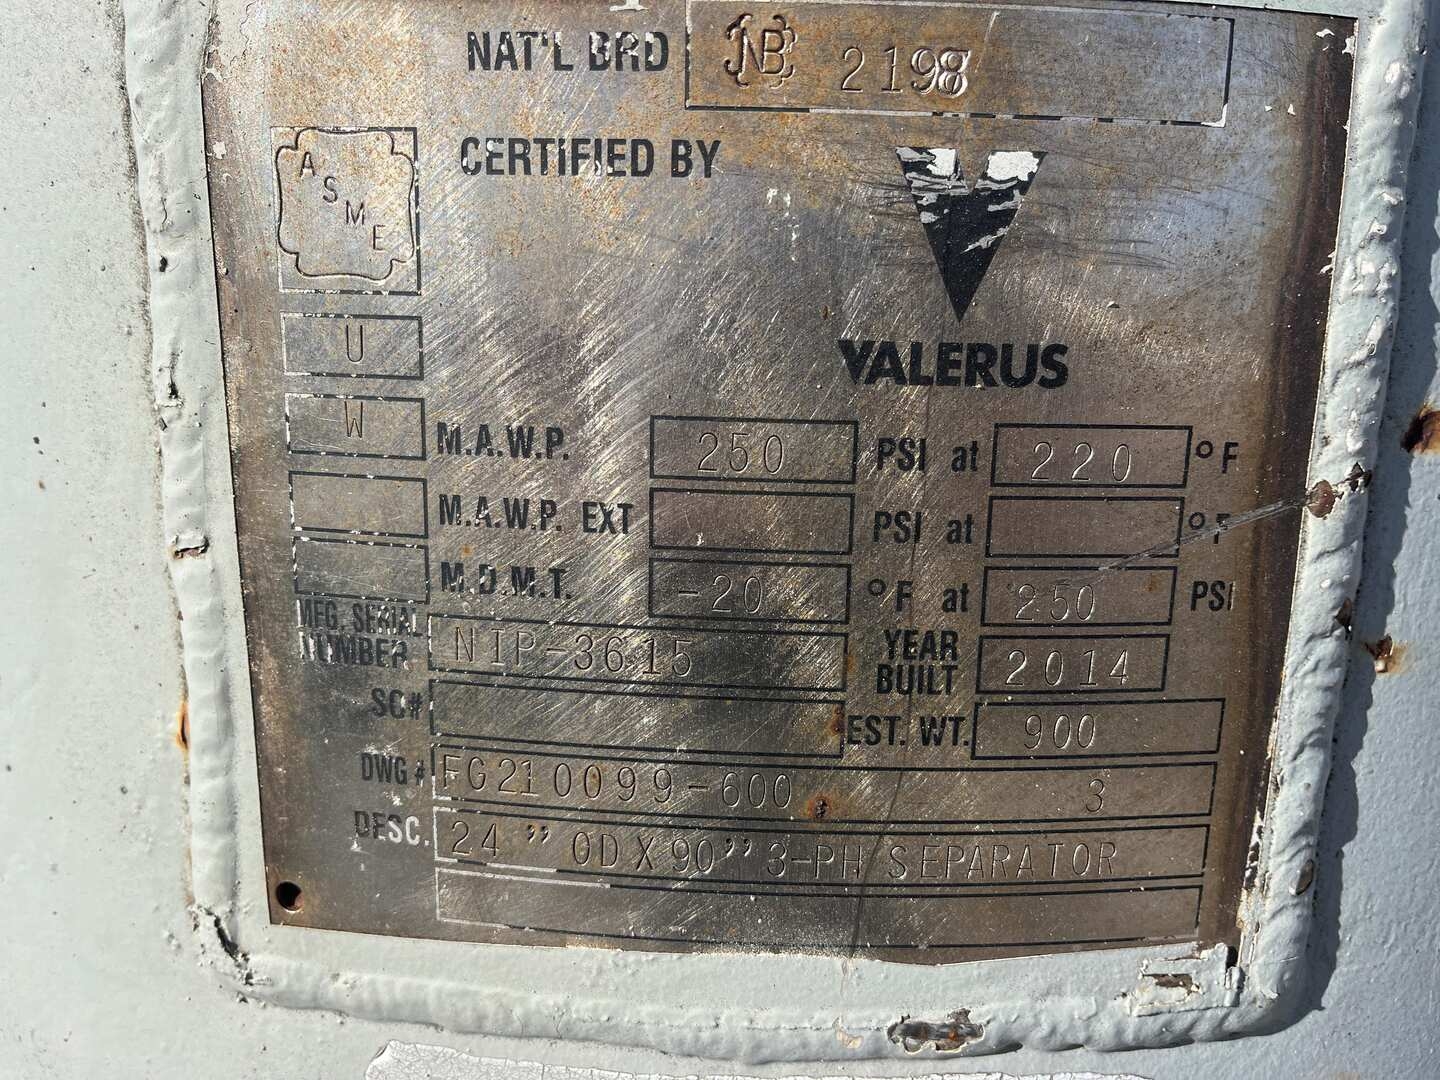 NAT'L BRD NB 2198
ASME
CERTIFIED BY
VALERUS
U
W
M.A.W.P. 250 PSI at 220 °F
M.A.W.P. EXT PSI at °F
M.D.M.T. -20 °F at 250 PSI
MFG. SERIAL NUMBER NIP-3615 YEAR BUILT 2014
SO# EST. WT. 900
DWG # FG210099-600 3
DESC. 24" OD X 90" 3-PH SEPARATOR